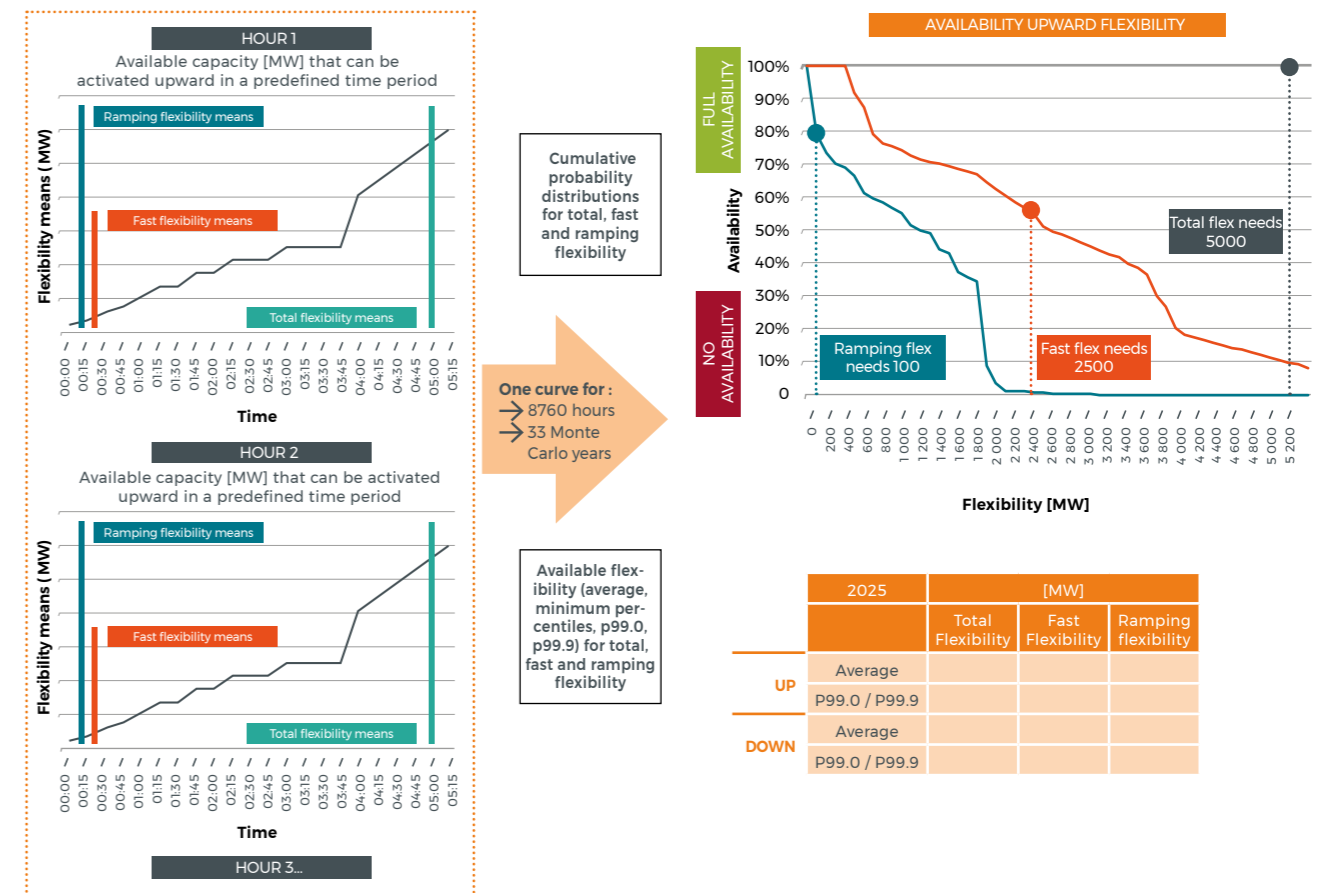 HOUR 1
Available capacity [MW] that can be
activated upward in a predefined time period
Flexibility means (MW)
Ramping flexibility means
Fast flexibility means
Total flexibility means
00:00
00:15
00:30
00:45
01:00
01:15
01:30
01:45
02:00
02:15
02:30
02:45
03:00
03:15
03:30
03:45
04:00
04:15
04:30
04:45
05:00
05:15
Time
HOUR 2
Available capacity [MW] that can be activated
upward in a predefined time period
Flexibility means (MW)
Ramping flexibility means
Fast flexibility means
Total flexibility means
00:00
00:15
00:30
00:45
01:00
01:15
01:30
01:45
02:00
02:15
02:30
02:45
03:00
03:15
03:30
03:45
04:00
04:15
04:30
04:45
05:00
05:15
Time
HOUR 3...
Cumulative
probability
distributions
for total, fast
and ramping
flexibility
One curve for :
→ 8760 hours
→ 33 Monte
Carlo years
Available flex-
ibility (average,
minimum per-
centiles, p99.0,
p99.9) for total,
fast and ramping
flexibility
AVAILABILITY UPWARD FLEXIBILITY
FULL
AVAILABILITY
NO
AVAILABILITY
Availability
100%
90%
80%
70%
60%
50%
40%
30%
20%
10%
0
Total flex needs
5000
Ramping flex
needs 100
Fast flex needs
2500
0
200
400
600
800
1 000
1 200
1 400
1 600
1 800
2 000
2 200
2 400
2 600
2 800
3 000
3 200
3 400
3 600
3 800
4 000
4 200
4 400
4 600
4 800
5 000
5 200
Flexibility [MW]
2025 [MW]
Total Flexibility Fast Flexibility Ramping flexibility
UP
Average
P99.0 / P99.9
DOWN
Average
P99.0 / P99.9